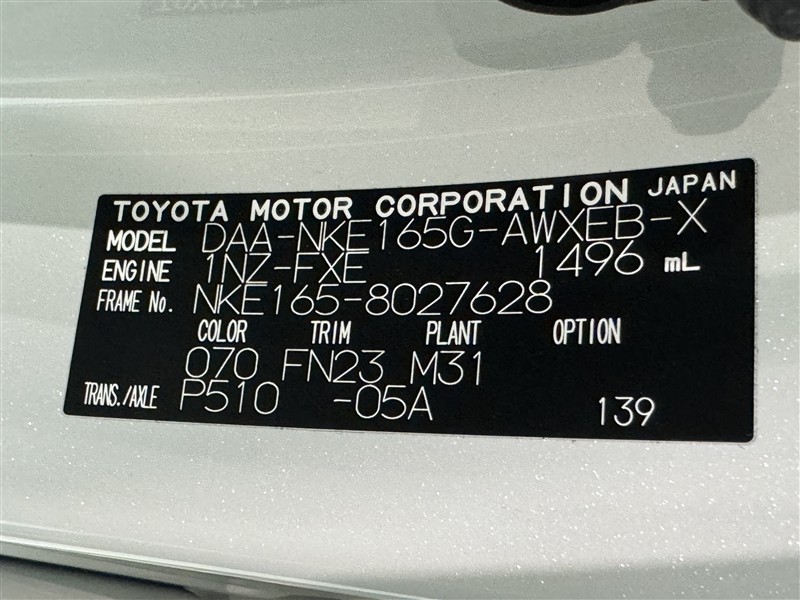 TOYOTA MOTOR CORPORATION JAPAN
MODEL DAA-NKE165G-AWXEB-X
ENGINE 1NZ-FXE 1496 mL
FRAME No. NKE165-8027628
COLOR TRIM PLANT OPTION
070 FN23 M31
TRANS./AXLE P510 -05A 139